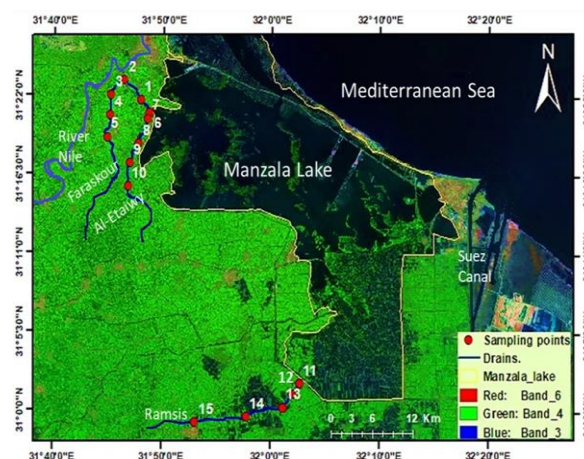 31°40'0"E 31°50'0"E 32°0'0"E 32°10'0"E 32°20'0"E
31°22'0"N
31°16'30"N
31°11'0"N
31°5'30"N
31°0'0"N
N
Mediterranean Sea
Manzala Lake
River
Nile
Faraskour
Al-Etaiwy
Suez
Canal
Ramsis
1
2
3
4
5
6
7
8
9
10
11
12
13
14
15
0 3 6 12 Km
Sampling points
Drains.
Manzala_lake
Red: Band_6
Green: Band_4
Blue: Band_3
31°40'0"E 31°50'0"E 32°0'0"E 32°10'0"E 32°20'0"E